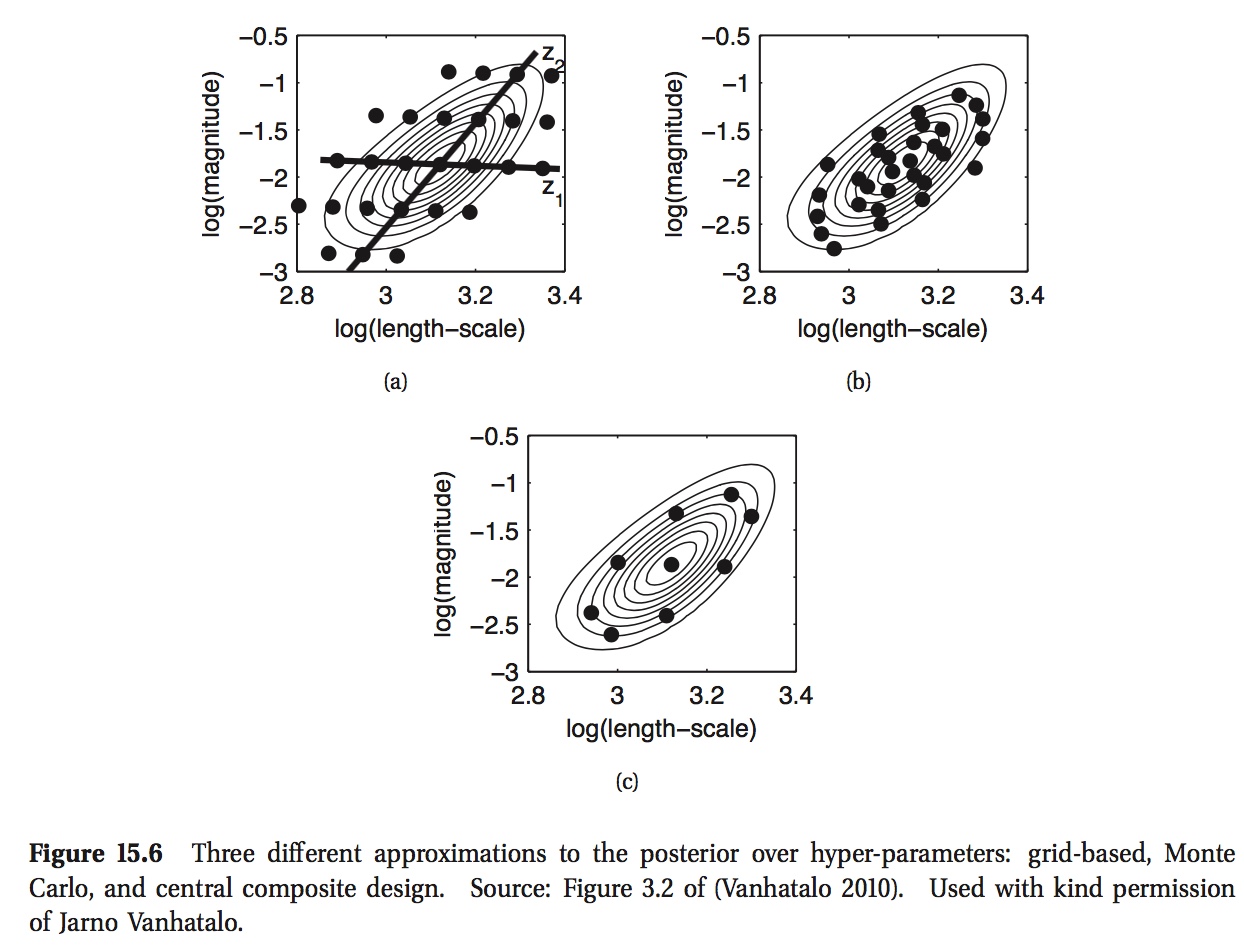 −0.5
−1
−1.5
−2
−2.5
−3
log(magnitude)
z2
z1
2.8 3 3.2 3.4
log(length−scale)
(a)
−0.5
−1
−1.5
−2
−2.5
−3
log(magnitude)
2.8 3 3.2 3.4
log(length−scale)
(b)
−0.5
−1
−1.5
−2
−2.5
−3
log(magnitude)
2.8 3 3.2 3.4
log(length−scale)
(c)
Figure 15.6 Three different approximations to the posterior over hyper-parameters: grid-based, Monte
Carlo, and central composite design. Source: Figure 3.2 of (Vanhatalo 2010). Used with kind permission
of Jarno Vanhatalo.